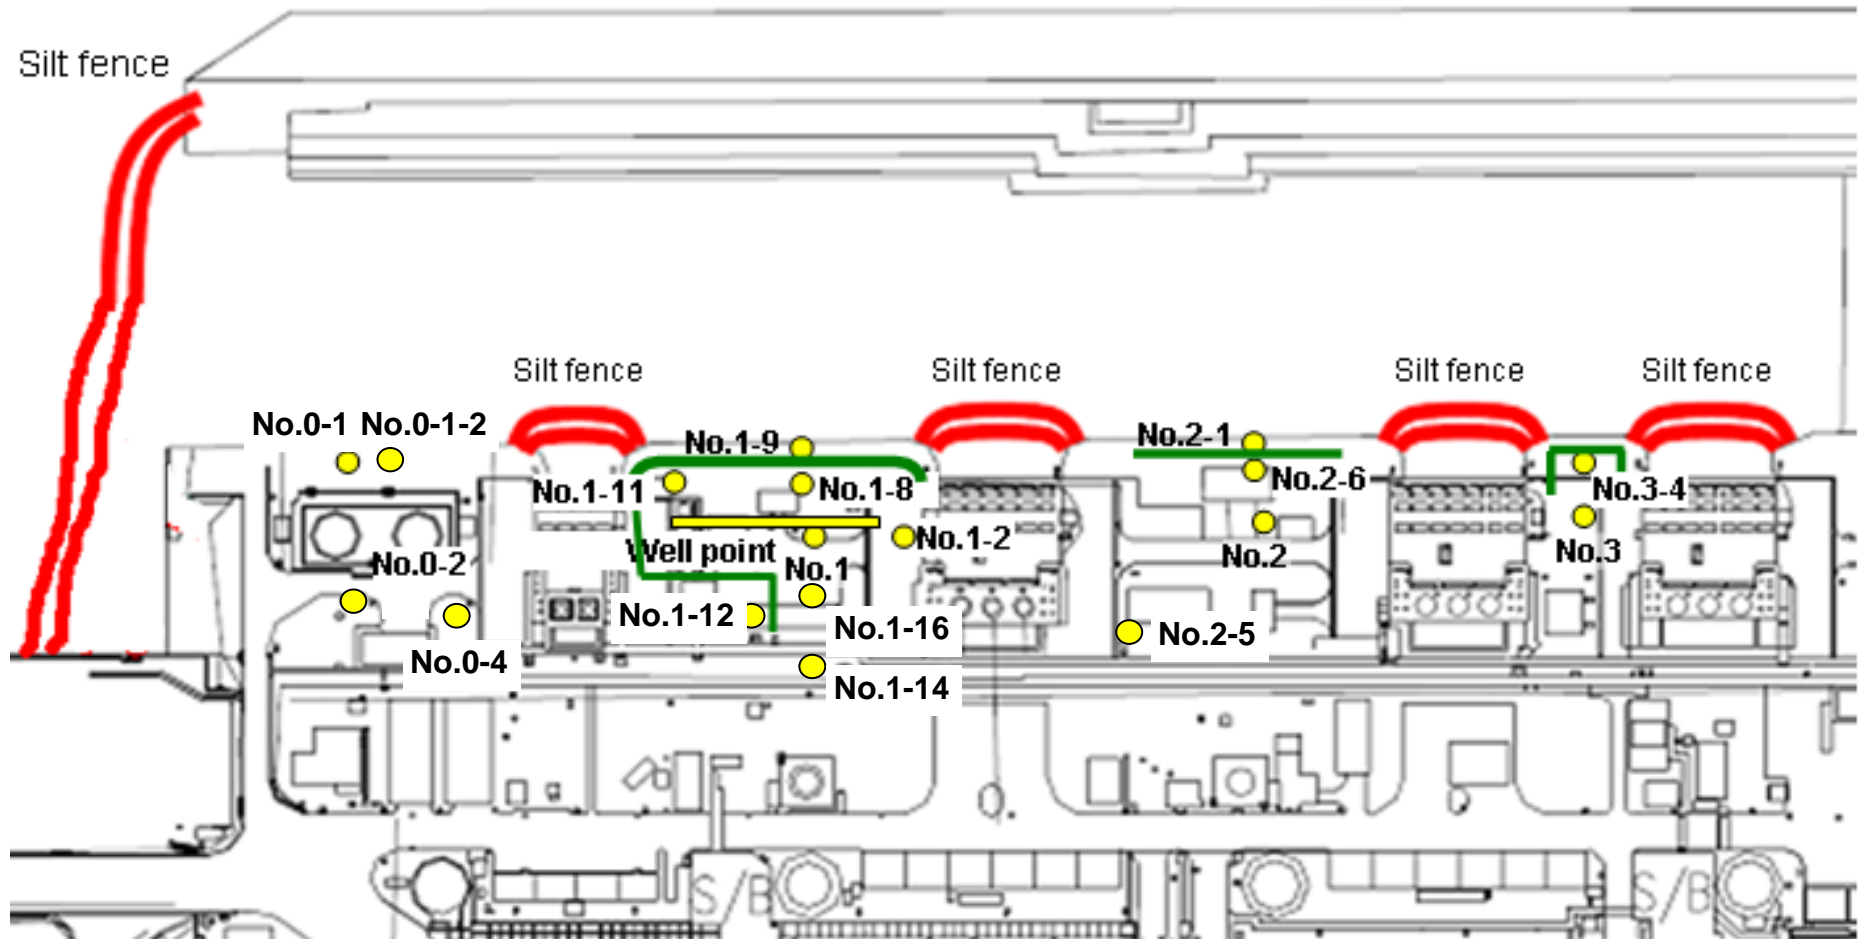 Silt fence
Silt fence
Silt fence
Silt fence
Silt fence
No.0-1
No.0-1-2
No.1-9
No.2-1
No.1-11
No.1-8
No.2-6
No.3-4
No.0-2
Well point
No.1-2
No.1
No.2
No.3
No.1-12
No.1-16
No.2-5
No.0-4
No.1-14
S/B
S/B